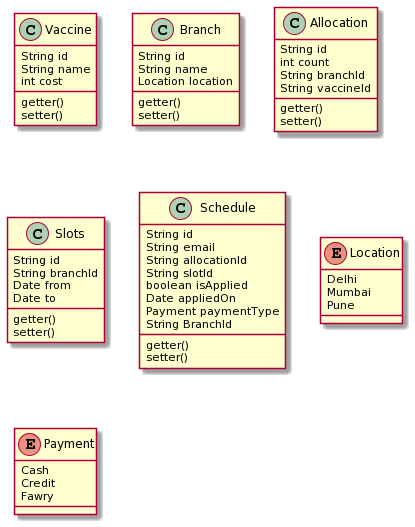 C Vaccine
String id
String name
int cost
getter()
setter()
C Branch
String id
String name
Location location
getter()
setter()
C Allocation
String id
int count
String branchId
String vaccineId
getter()
setter()
C Slots
String id
String branchId
Date from
Date to
getter()
setter()
C Schedule
String id
String email
String allocationId
String slotId
boolean isApplied
Date appliedOn
Payment paymentType
String BranchId
getter()
setter()
E Location
Delhi
Mumbai
Pune
E Payment
Cash
Credit
Fawry